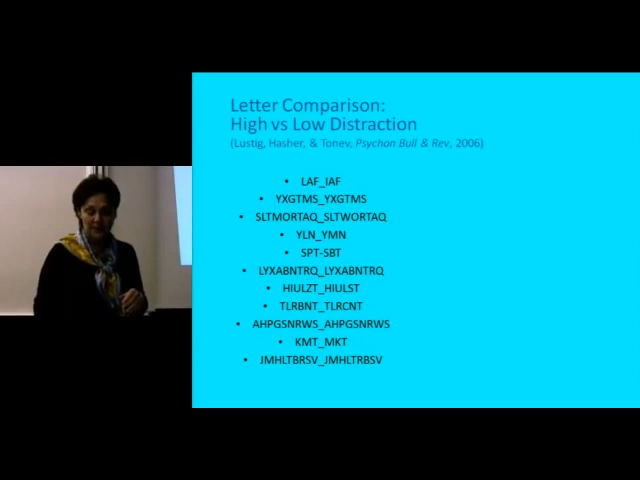 Letter Comparison:
High vs Low Distraction
(Lustig, Hasher, & Tonev, Psychon Bull & Rev, 2006)
• LAF_IAF
• YXGTMS_YXGTMS
• SLTMORTAQ_SLTWORTAQ
• YLN_YMN
• SPT-SBT
• LYXABNTRQ_LYXABNTRQ
• HIULZT_HIULST
• TLRBNT_TLRCNT
• AHPGSNRWS_AHPGSNRWS
• KMT_MKT
• JMHLTBRSV_JMHLTRBSV